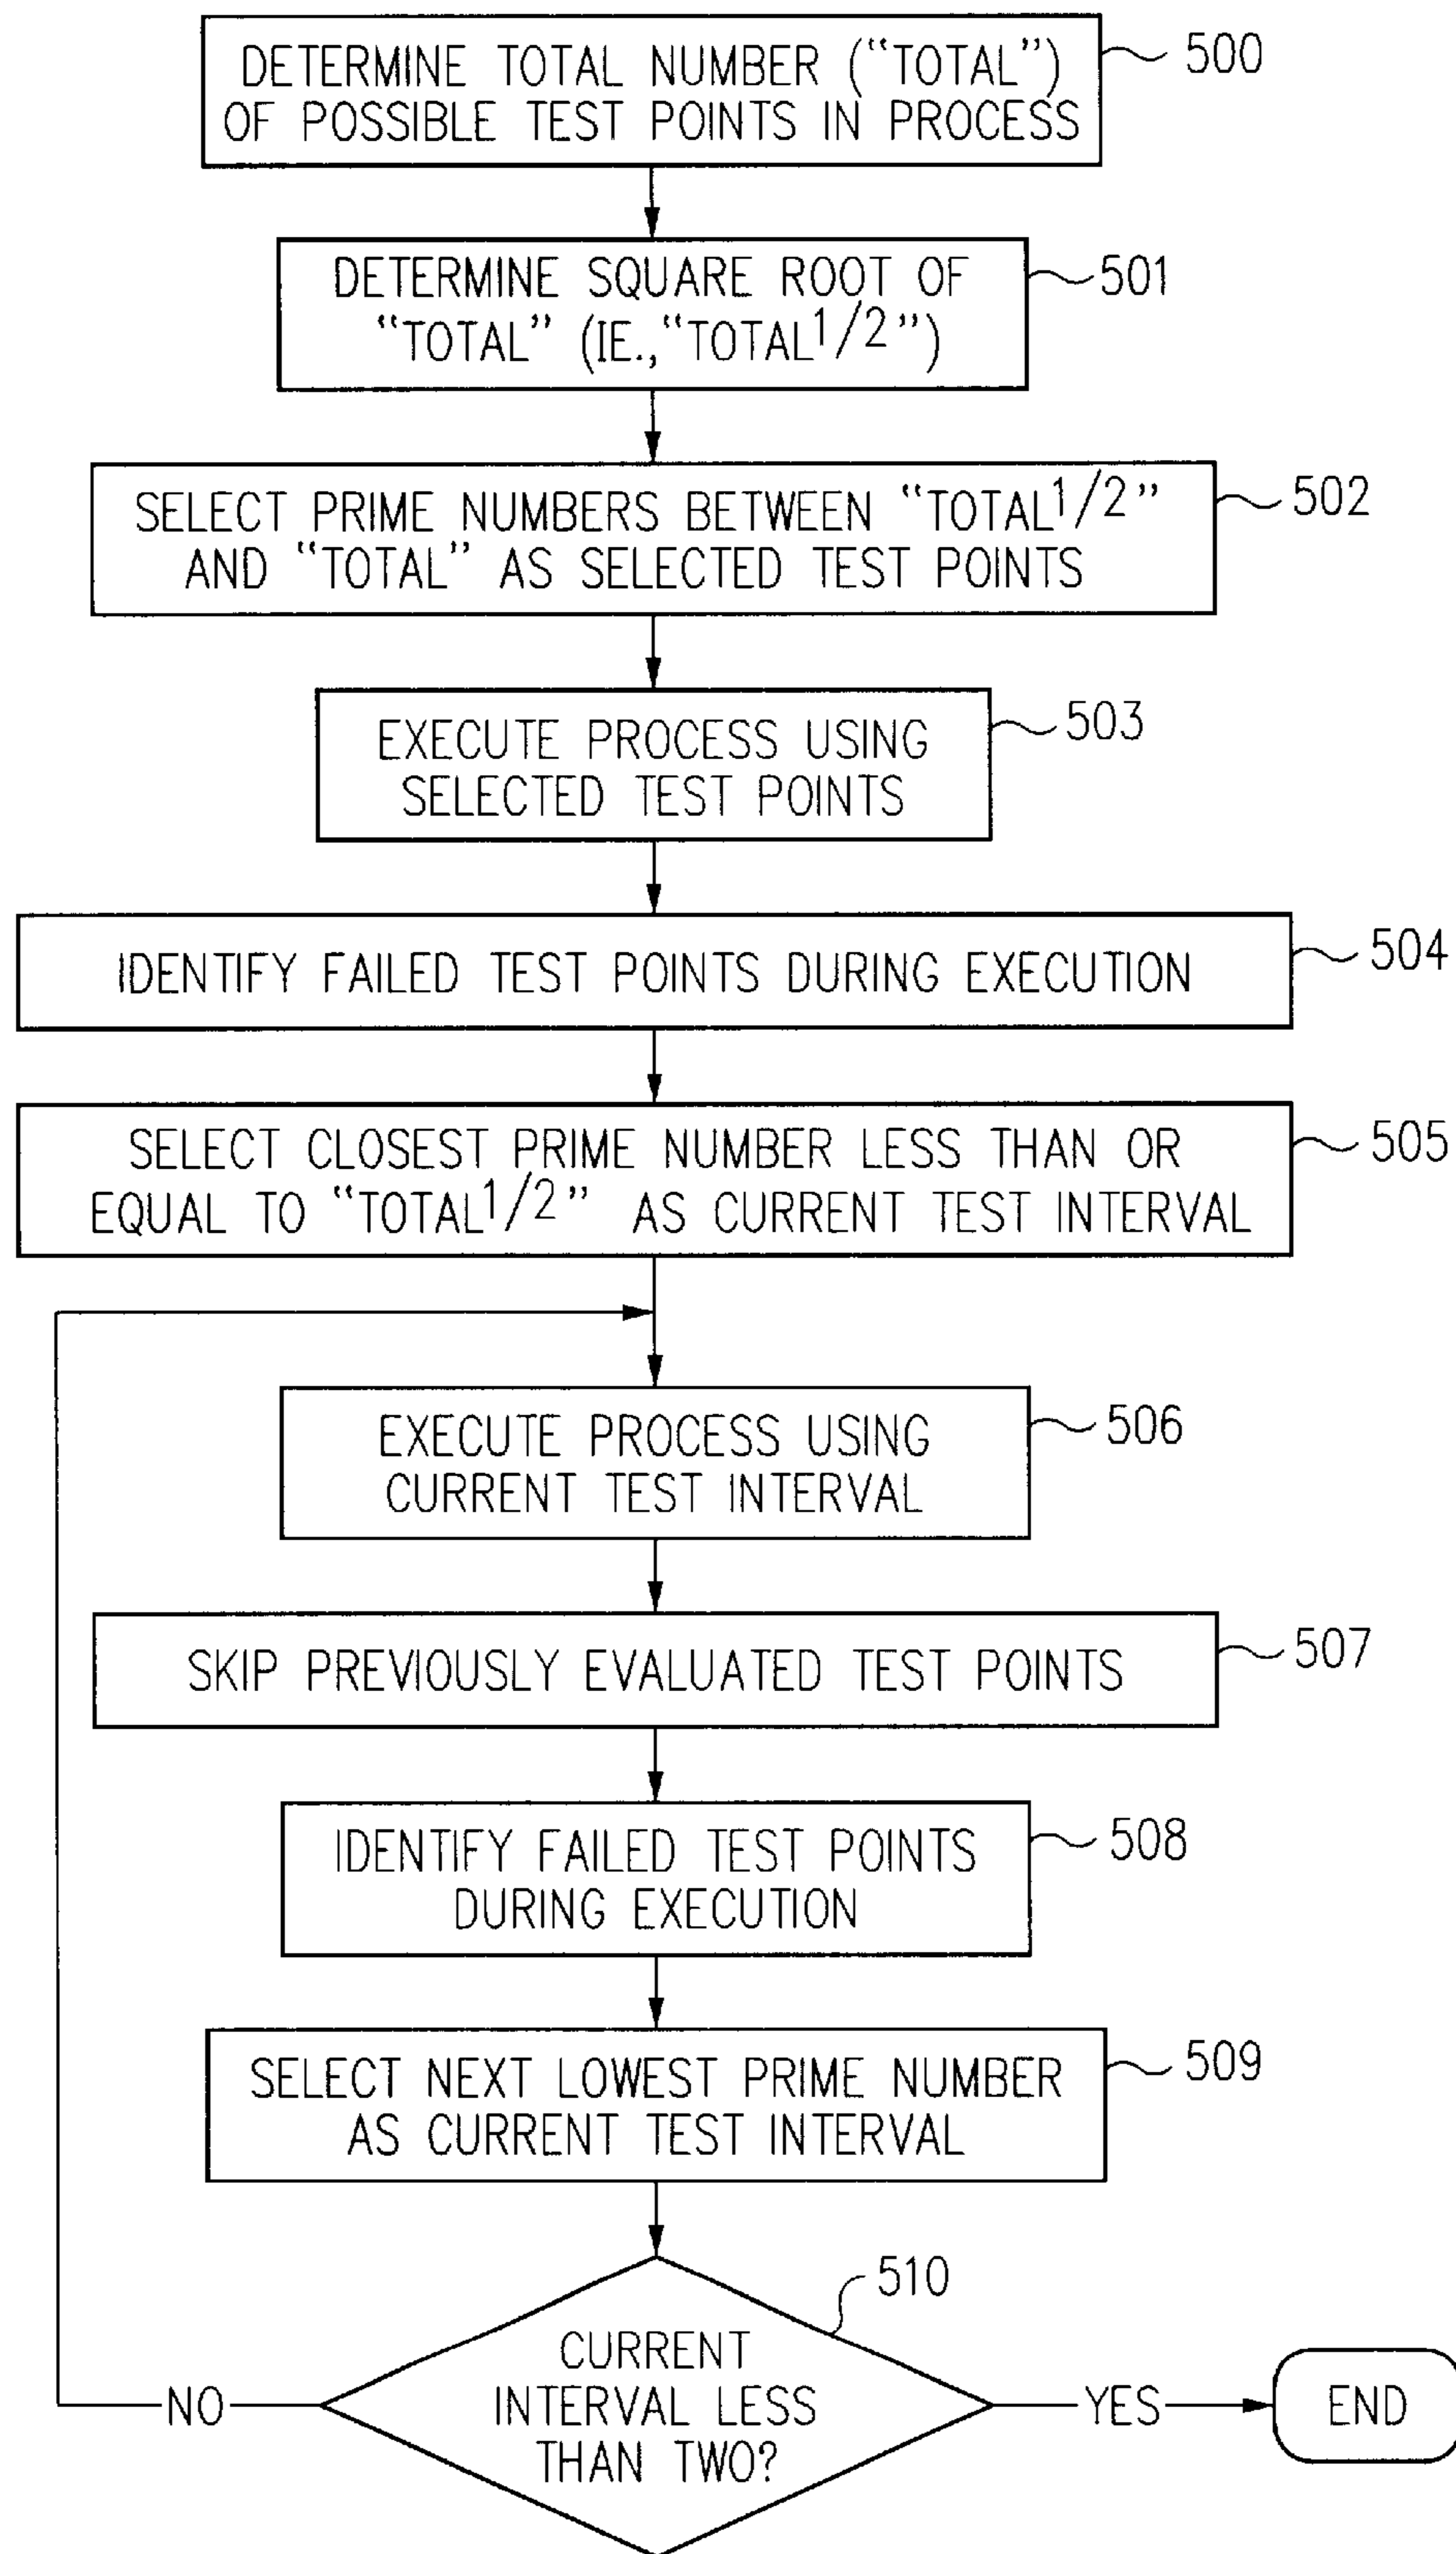 DETERMINE TOTAL NUMBER (“TOTAL”)
OF POSSIBLE TEST POINTS IN PROCESS
500
DETERMINE SQUARE ROOT OF
“TOTAL” (IE.,“TOTAL1/2”)
501
SELECT PRIME NUMBERS BETWEEN “TOTAL1/2”
AND “TOTAL” AS SELECTED TEST POINTS
502
EXECUTE PROCESS USING
SELECTED TEST POINTS
503
IDENTIFY FAILED TEST POINTS DURING EXECUTION
504
SELECT CLOSEST PRIME NUMBER LESS THAN OR
EQUAL TO “TOTAL1/2” AS CURRENT TEST INTERVAL
505
EXECUTE PROCESS USING
CURRENT TEST INTERVAL
506
SKIP PREVIOUSLY EVALUATED TEST POINTS
507
IDENTIFY FAILED TEST POINTS
DURING EXECUTION
508
SELECT NEXT LOWEST PRIME NUMBER
AS CURRENT TEST INTERVAL
509
510
CURRENT
INTERVAL LESS
THAN TWO?
NO
YES
END